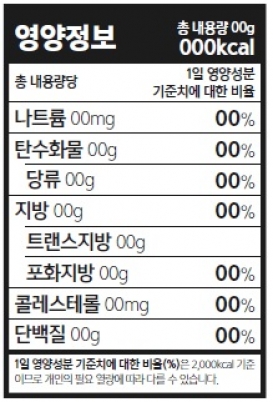 영양정보 총 내용량 00g
000kcal
총 내용량당 1일 영양성분
기준치에 대한 비율
나트륨 00mg 00%
탄수화물 00g 00%
당류 00g 00%
지방 00g 00%
트랜스지방 00g
포화지방 00g 00%
콜레스테롤 00mg 00%
단백질 00g 00%
1일 영양성분 기준치에 대한 비율(%)은 2,000kcal 기준
이므로 개인의 필요 열량에 따라 다를 수 있습니다.